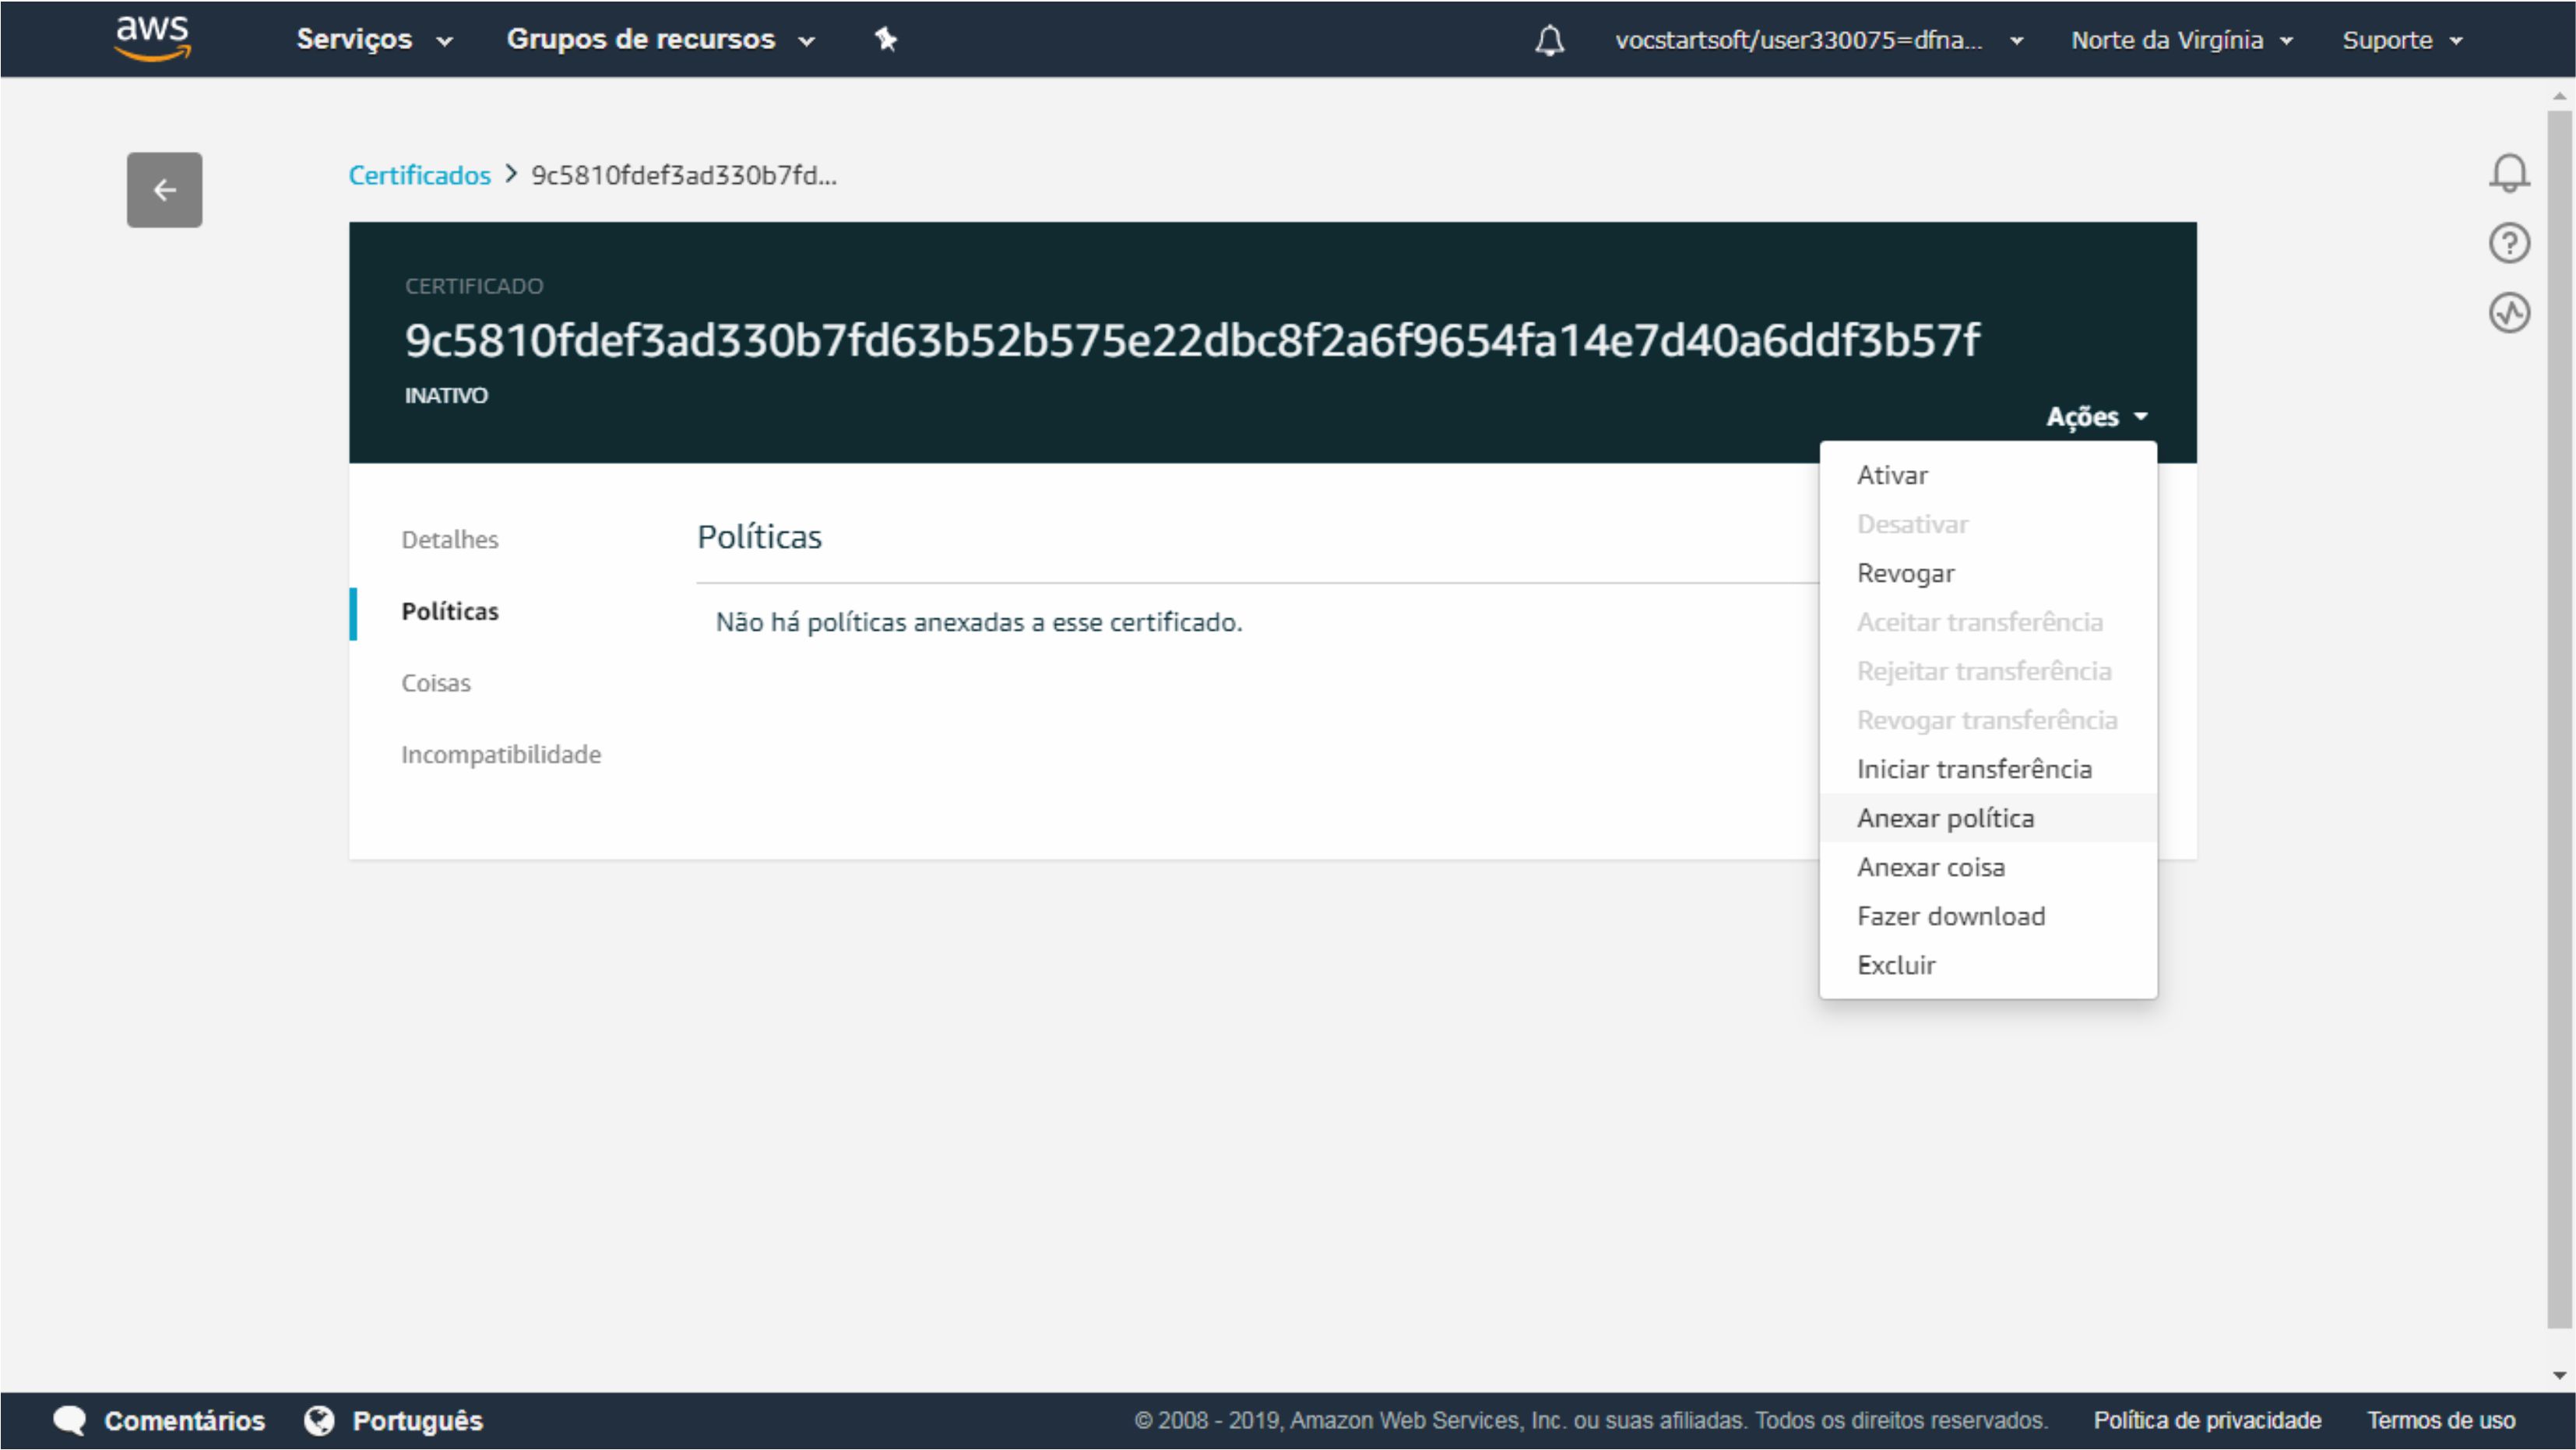 aws Serviços Grupos de recursos vocstartsoft/user330075=dfna... Norte da Virgínia Suporte
Certificados > 9c5810fdef3ad330b7fd...
CERTIFICADO
9c5810fdef3ad330b7fd63b52b575e22dbc8f2a6f9654fa14e7d40a6ddf3b57f
INATIVO
Ações
Detalhes
Políticas
Coisas
Incompatibilidade
Políticas
Não há políticas anexadas a esse certificado.
Ativar
Desativar
Revogar
Aceitar transferência
Rejeitar transferência
Revogar transferência
Iniciar transferência
Anexar política
Anexar coisa
Fazer download
Excluir
Comentários Português © 2008 - 2019, Amazon Web Services, Inc. ou suas afiliadas. Todos os direitos reservados. Política de privacidade Termos de uso